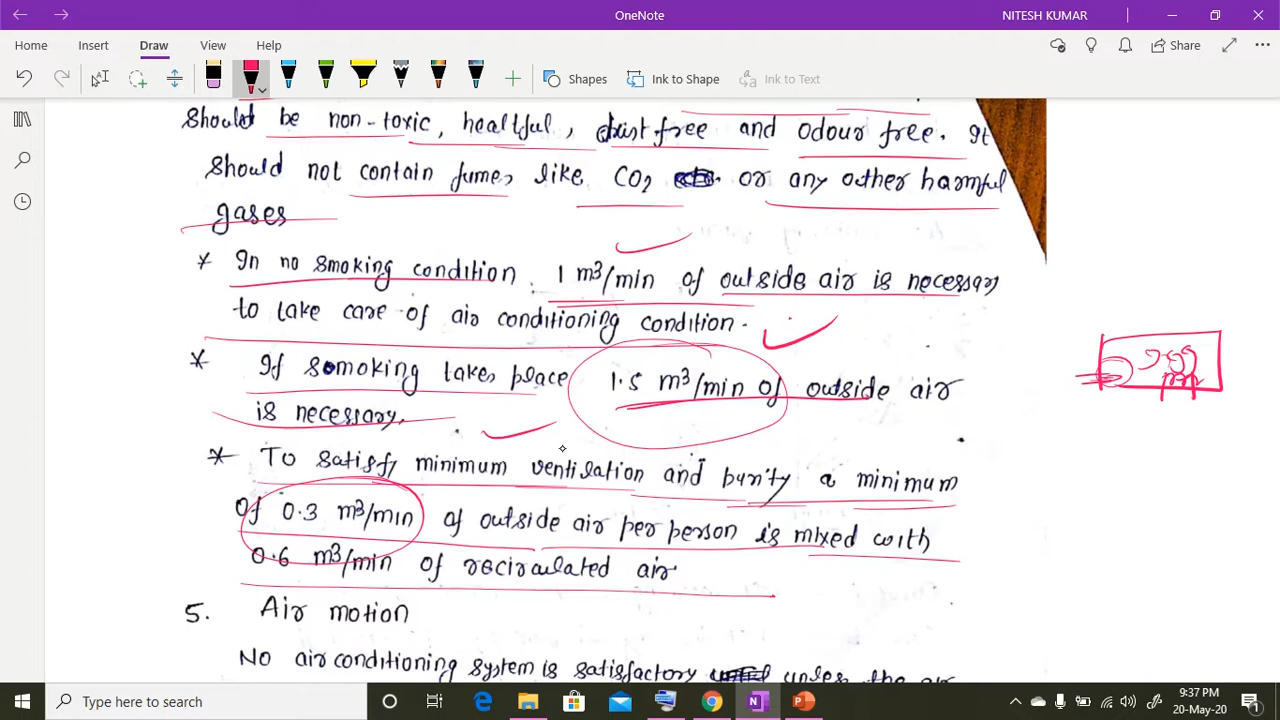 OneNote
NITESH KUMAR
Home Insert Draw View Help
Share
Shapes
Ink to Shape
Ink to Text
Should be non-toxic, healtful, dust free and odour free. It
should not contain fumes like CO2 or any other harmful
gases
* In no smoking condition 1 m3/min of outside air is necessary
to take care of air conditioning condition.
* If somoking takes place 1.5 m3/min of outside air
is necessary.
* To satisfy minimum ventilation and purity a minimum
Of 0.3 m3/min of outside air per person is mixed with
0.6 m3/min of recirculated air
5. Air motion
No air conditioning system is satisfactory under the air
Type here to search
9:37 PM
20-May-20